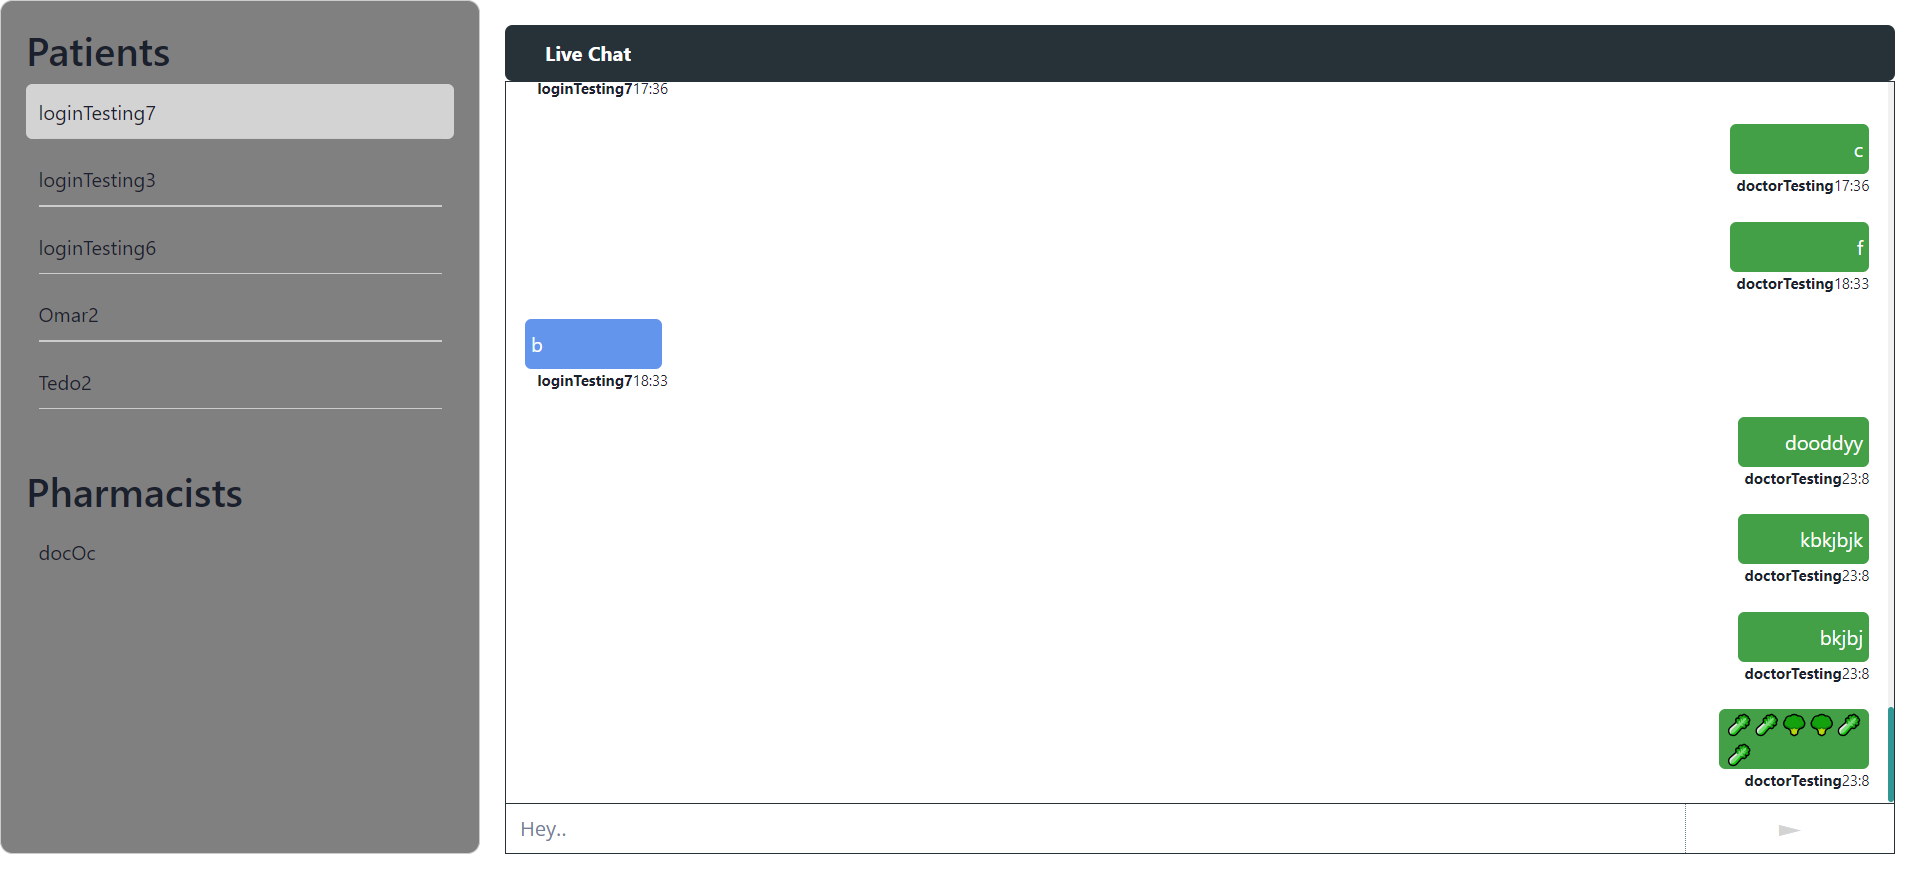 Patients
loginTesting7
loginTesting3
loginTesting6
Omar2
Tedo2
Pharmacists
docOc
Live Chat
loginTesting717:36
c
doctorTesting17:36
f
doctorTesting18:33
b
loginTesting718:33
dooddyy
doctorTesting23:8
kbkjbjk
doctorTesting23:8
bkjbj
doctorTesting23:8
🥬🥬🥦🥦🥬
🥬
doctorTesting23:8
Hey..